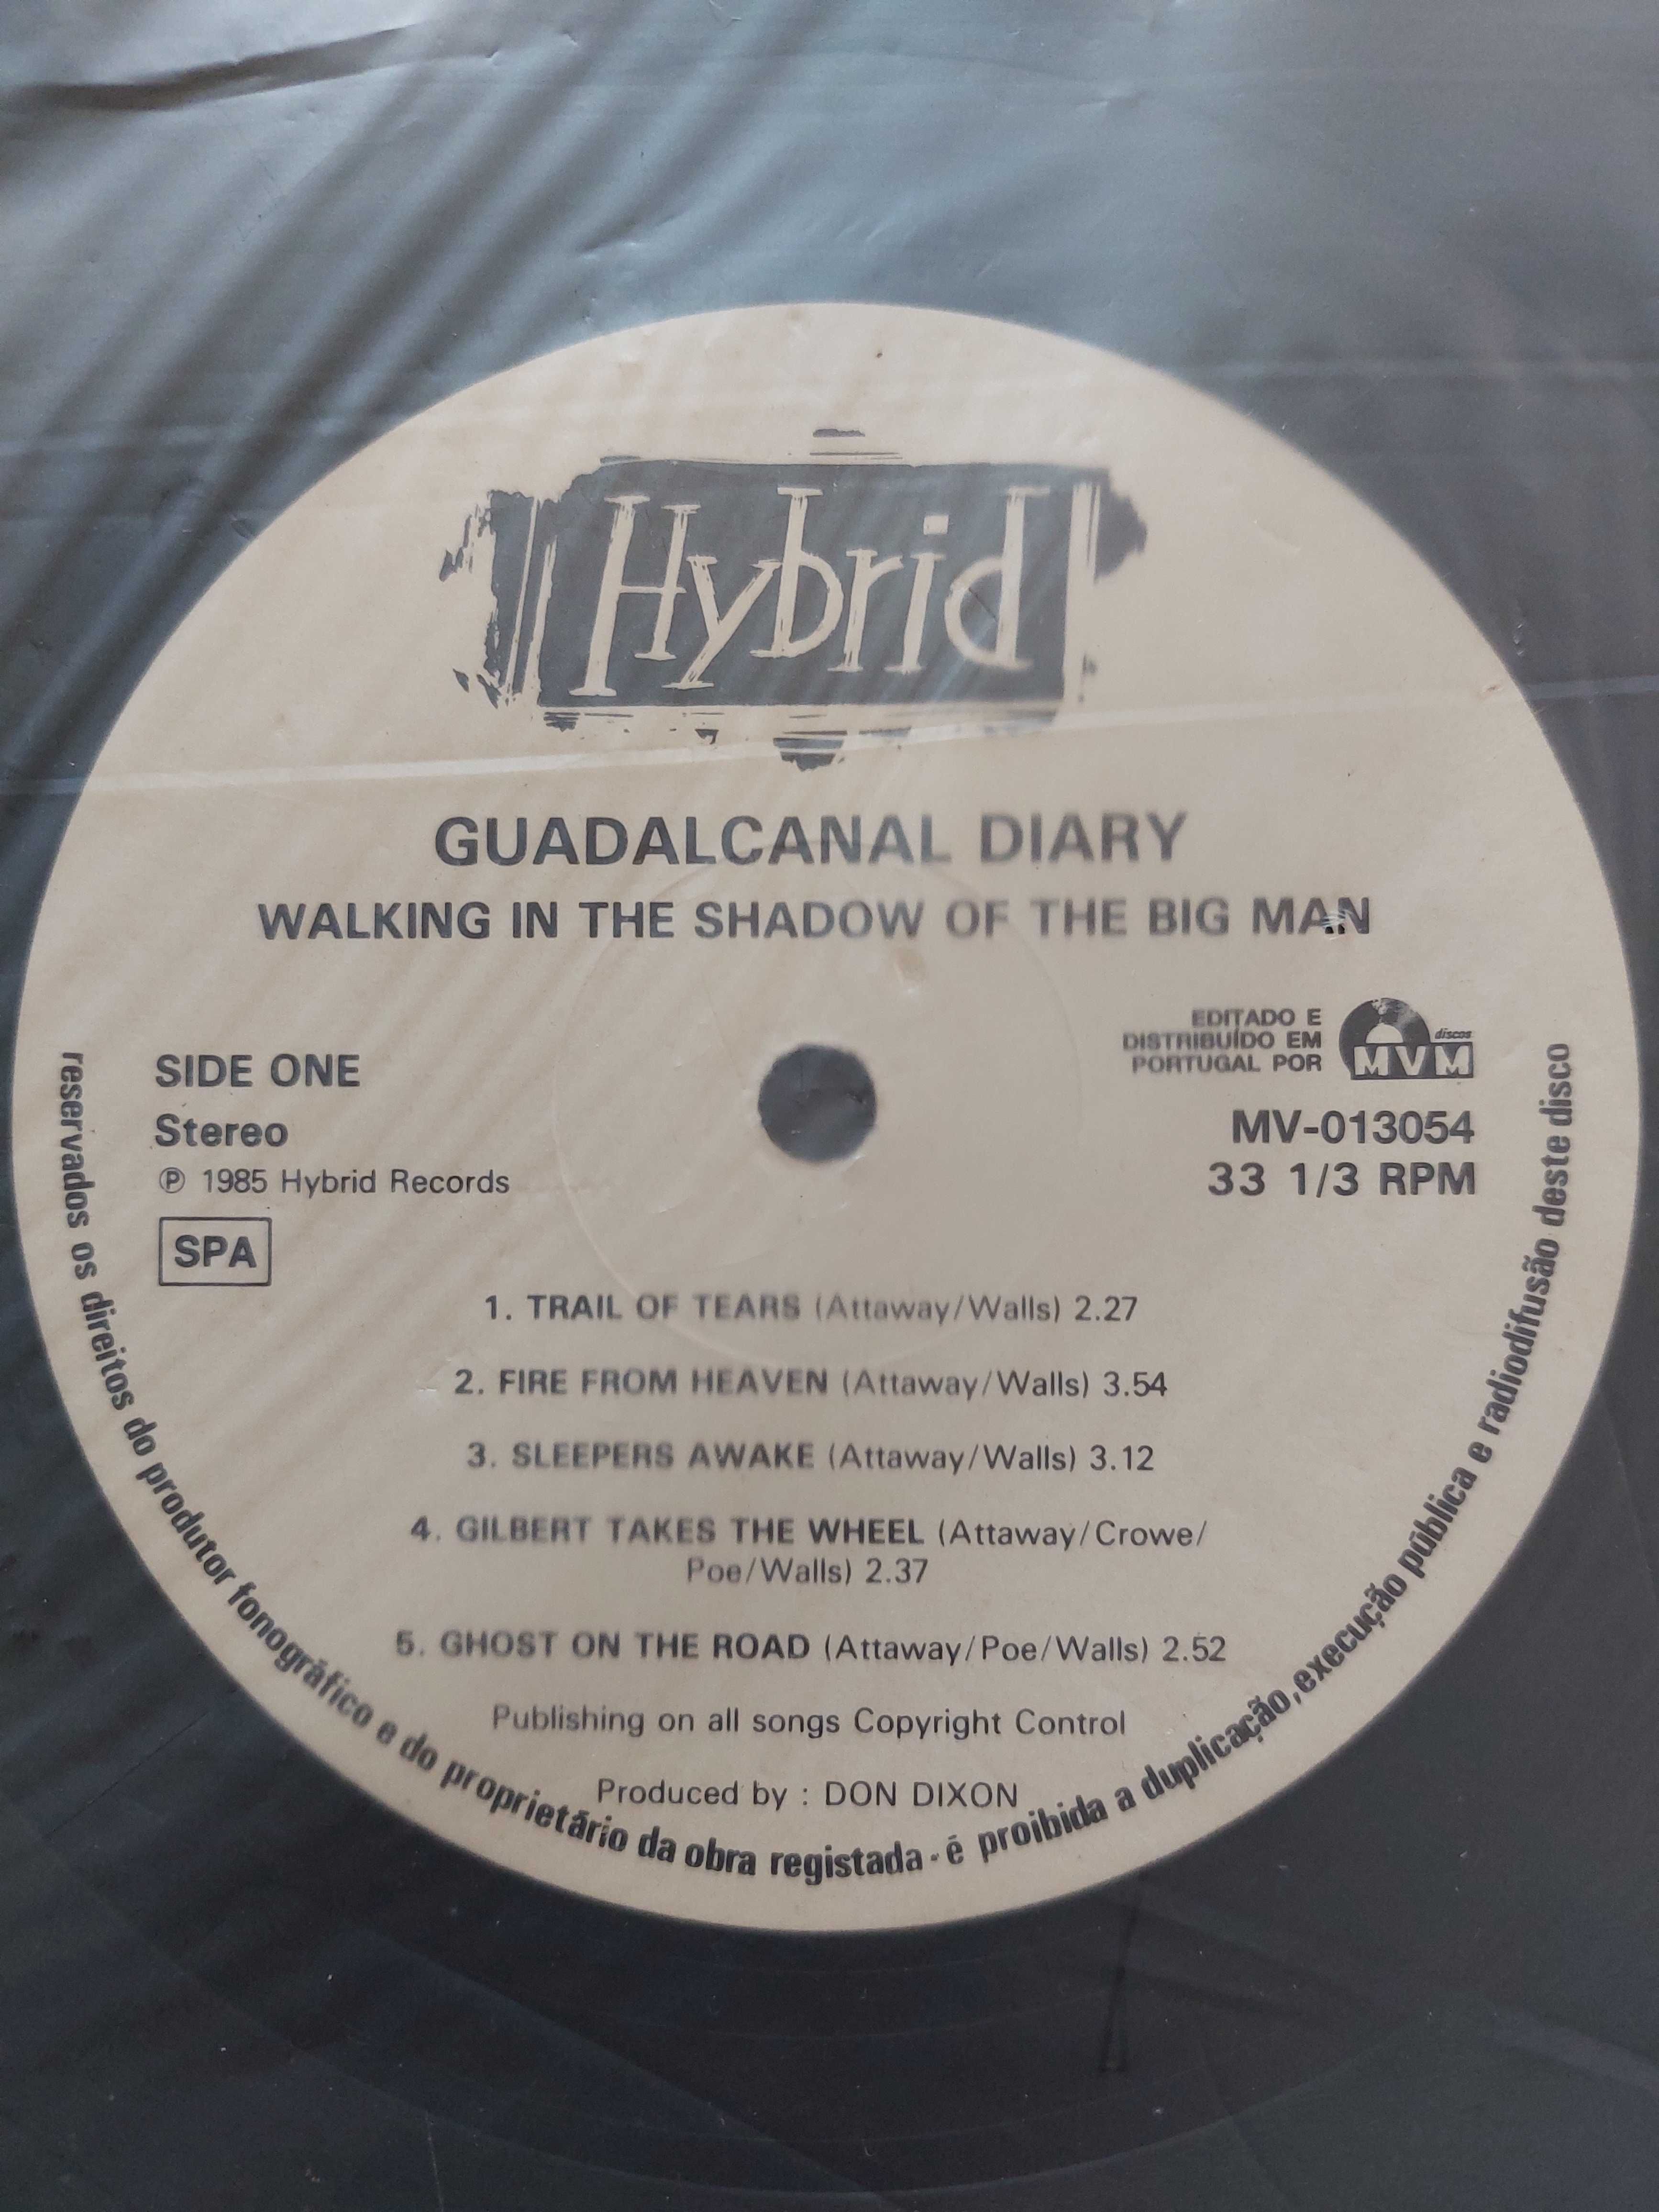 Hybrid
GUADALCANAL DIARY
WALKING IN THE SHADOW OF THE BIG MAN
EDITADO E
DISTRIBUÍDO EM
PORTUGAL POR
discos
MVM
SIDE ONE
Stereo
℗ 1985 Hybrid Records
SPA
MV-013054
33 1/3 RPM
1. TRAIL OF TEARS (Attaway/Walls) 2.27
2. FIRE FROM HEAVEN (Attaway/Walls) 3.54
3. SLEEPERS AWAKE (Attaway/Walls) 3.12
4. GILBERT TAKES THE WHEEL (Attaway/Crowe/
Poe/Walls) 2.37
5. GHOST ON THE ROAD (Attaway/Poe/Walls) 2.52
Publishing on all songs Copyright Control
Produced by : DON DIXON
reservados os direitos do produtor fonográfico e do proprietário da obra registada - é proibida a duplicação, execução pública e radiodifusão deste disco